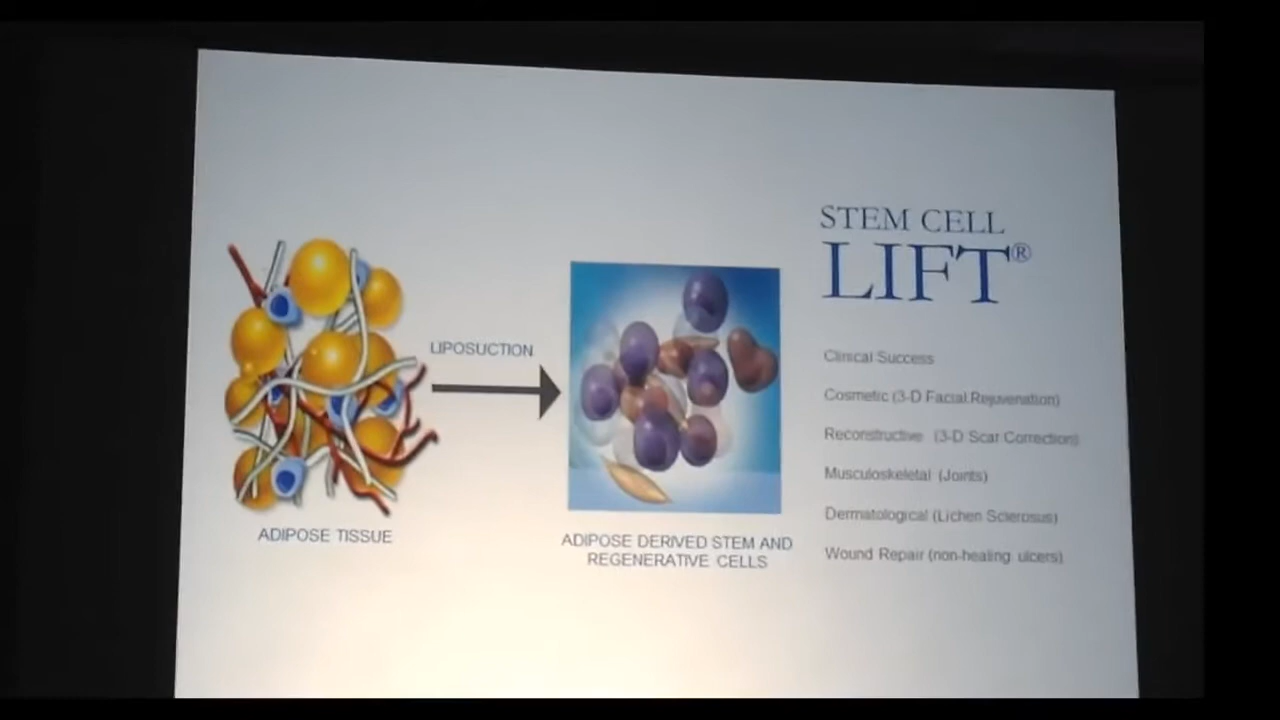 STEM CELL
LIFT®
LIPOSUCTION
Clinical Success
Cosmetic (3-D Facial Rejuvenation)
Reconstructive (3-D Scar Correction)
Musculoskeletal (Joints)
Dermatological (Lichen Sclerosus)
Wound Repair (non-healing ulcers)
ADIPOSE TISSUE
ADIPOSE DERIVED STEM AND
REGENERATIVE CELLS